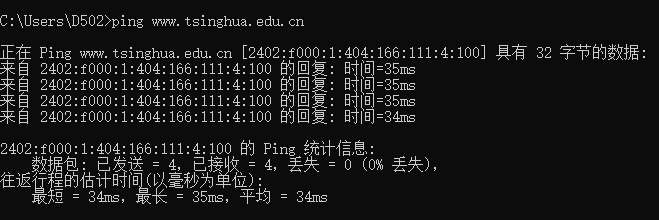 C:\Users\D502>ping www.tsinghua.edu.cn
正在 Ping www.tsinghua.edu.cn [2402:f000:1:404:166:111:4:100] 具有 32 字节的数据:
来自 2402:f000:1:404:166:111:4:100 的回复: 时间=35ms
来自 2402:f000:1:404:166:111:4:100 的回复: 时间=35ms
来自 2402:f000:1:404:166:111:4:100 的回复: 时间=35ms
来自 2402:f000:1:404:166:111:4:100 的回复: 时间=34ms
2402:f000:1:404:166:111:4:100 的 Ping 统计信息:
数据包: 已发送 = 4, 已接收 = 4, 丢失 = 0 (0% 丢失),
往返行程的估计时间(以毫秒为单位):
最短 = 34ms, 最长 = 35ms, 平均 = 34ms